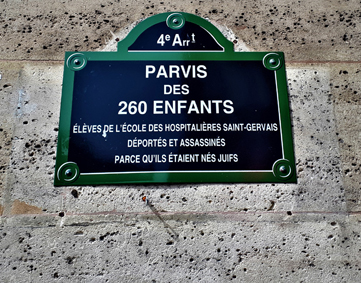 4e Arrt
PARVIS
DES
260 ENFANTS
ÉLÈVES DE L'ÉCOLE DES HOSPITALIÈRES SAINT-GERVAIS
DÉPORTÉS ET ASSASSINÉS
PARCE QU'ILS ÉTAIENT NÉS JUIFS